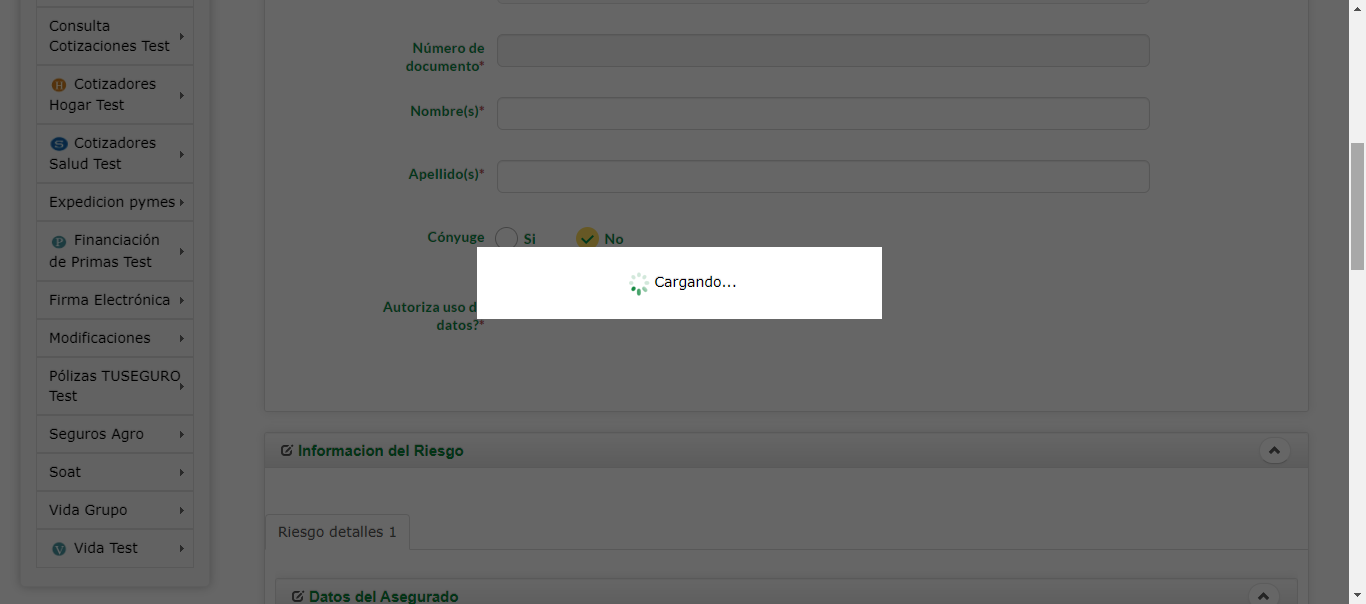 Consulta
Cotizaciones Test
H Cotizadores
Hogar Test
S Cotizadores
Salud Test
Expedicion pymes
P Financiación
de Primas Test
Firma Electrónica
Modificaciones
Pólizas TUSEGURO
Test
Seguros Agro
Soat
Vida Grupo
V Vida Test
Número de
documento*
Nombre(s)*
Apellido(s)*
Cónyuge Si No
Cargando...
Autoriza uso d
datos?*
Informacion del Riesgo
Riesgo detalles 1
Datos del Asegurado